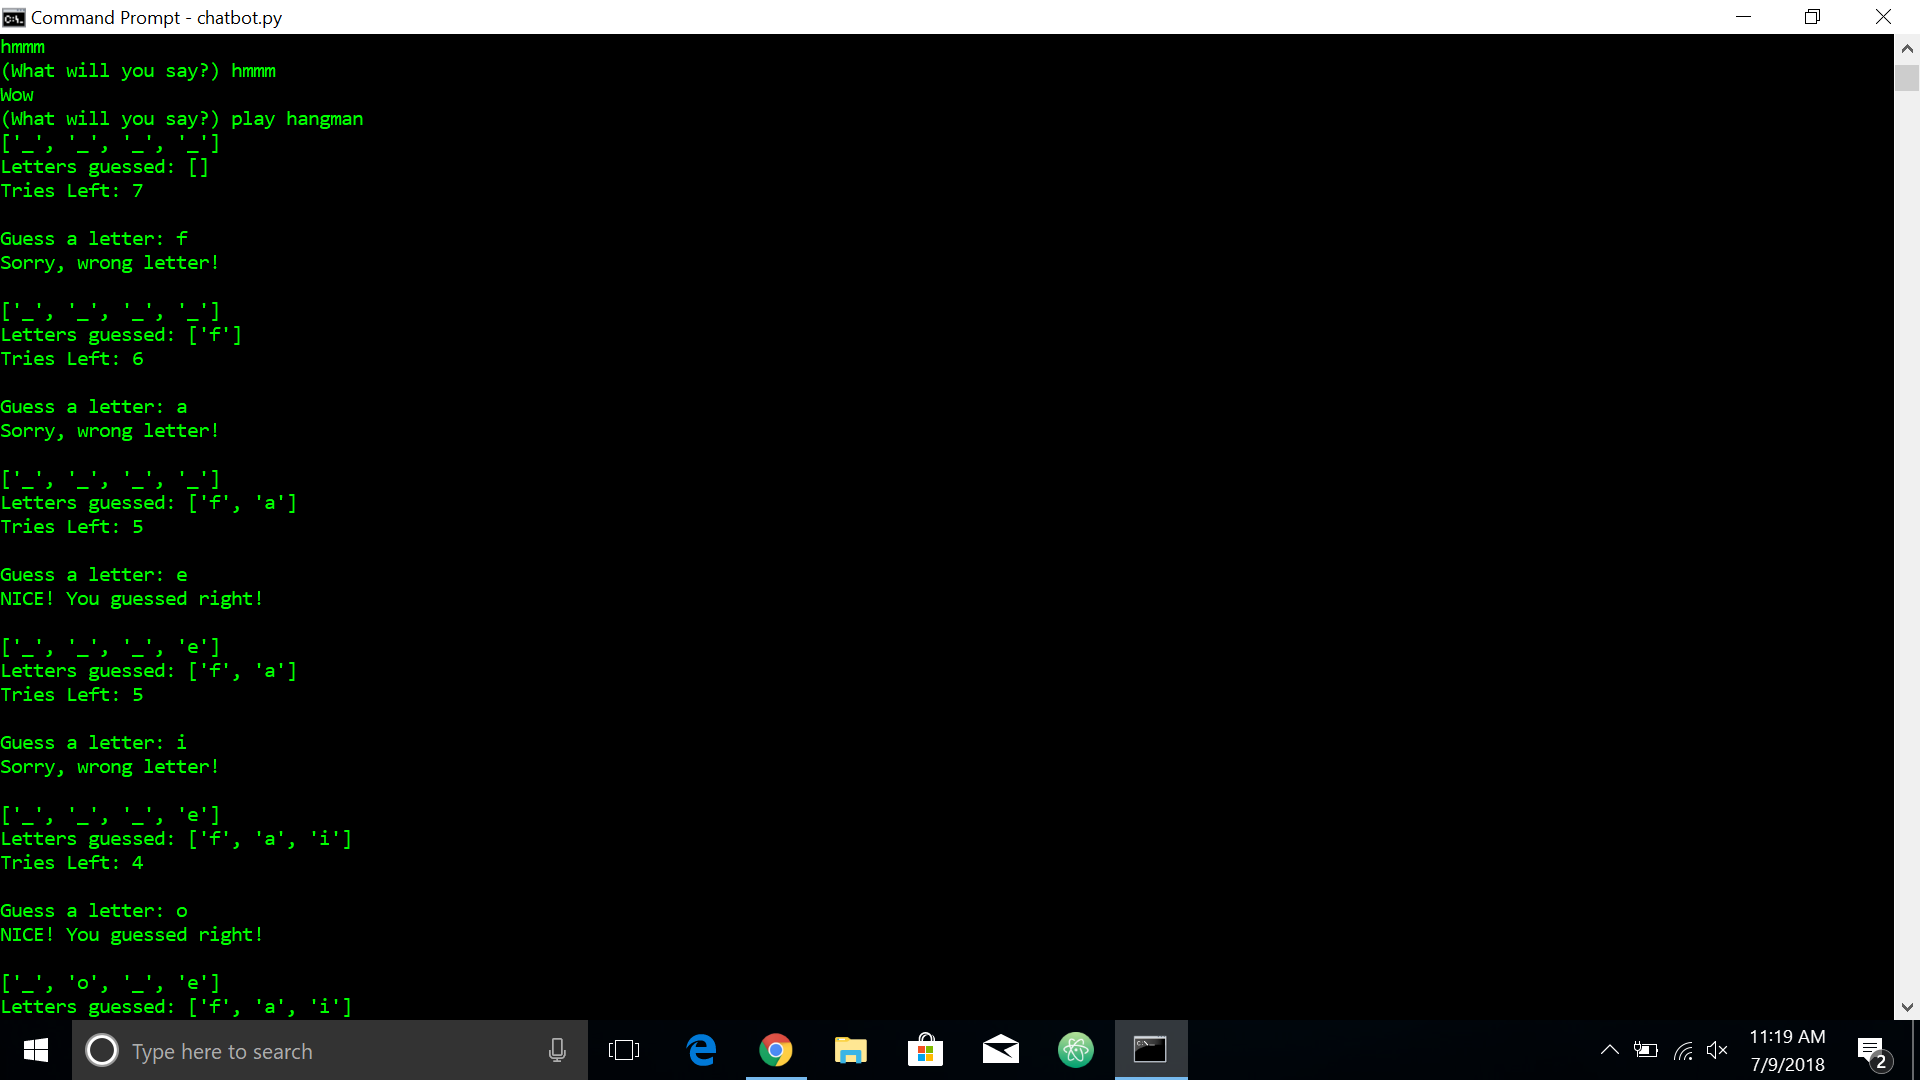 Command Prompt - chatbot.py
hmmm
(What will you say?) hmmm
Wow
(What will you say?) play hangman
['_', '_', '_', '_']
Letters guessed: []
Tries Left: 7
Guess a letter: f
Sorry, wrong letter!
['_', '_', '_', '_']
Letters guessed: ['f']
Tries Left: 6
Guess a letter: a
Sorry, wrong letter!
['_', '_', '_', '_']
Letters guessed: ['f', 'a']
Tries Left: 5
Guess a letter: e
NICE! You guessed right!
['_', '_', '_', 'e']
Letters guessed: ['f', 'a']
Tries Left: 5
Guess a letter: i
Sorry, wrong letter!
['_', '_', '_', 'e']
Letters guessed: ['f', 'a', 'i']
Tries Left: 4
Guess a letter: o
NICE! You guessed right!
['_', 'o', '_', 'e']
Letters guessed: ['f', 'a', 'i']
Type here to search
11:19 AM
7/9/2018
2